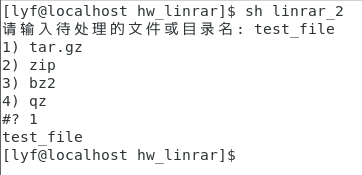 [lyf@localhost hw_linrar]$ sh linrar_2
请输入待处理的文件或目录名: test_file
1) tar.gz
2) zip
3) bz2
4) qz
#? 1
test_file
[lyf@localhost hw_linrar]$